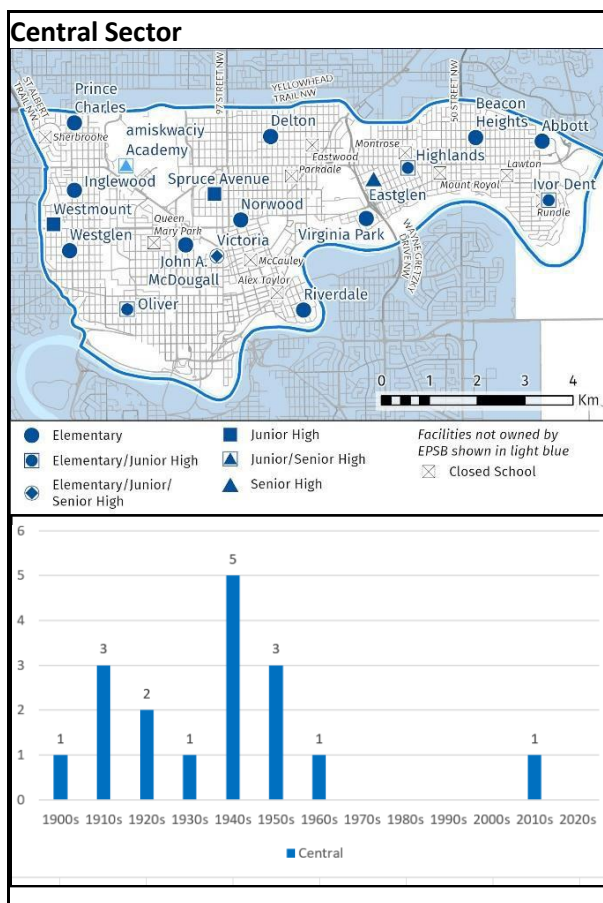 Central Sector
ST ALBERT
TRAIL NW
Prince
Charles
Sherbrooke
97 STREET NW
YELLOWHEAD
TRAIL NW
50 STREET NW
amiskwaciy
Academy
Delton
Eastwood
Parkdale
Montrose
Highlands
Beacon
Heights
Abbott
Lawton
Mount Royal
Ivor Dent
Rundle
Inglewood
Spruce Avenue
Eastglen
Westmount
Westglen
Queen
Mary Park
Norwood
Victoria
Virginia Park
WAYNE GRETZKY
DRIVE NW
John A.
McDougall
McCauley
Alex Taylor
Oliver
Riverdale
0 1 2 3 4
Km
Elementary
Elementary/Junior High
Elementary/Junior/
Senior High
Junior High
Junior/Senior High
Senior High
Facilities not owned by
EPSB shown in light blue
Closed School
6
5
4
3
2
1
0
1 3 2 1 5 3 1 1
1900s 1910s 1920s 1930s 1940s 1950s 1960s 1970s 1980s 1990s 2000s 2010s 2020s
Central